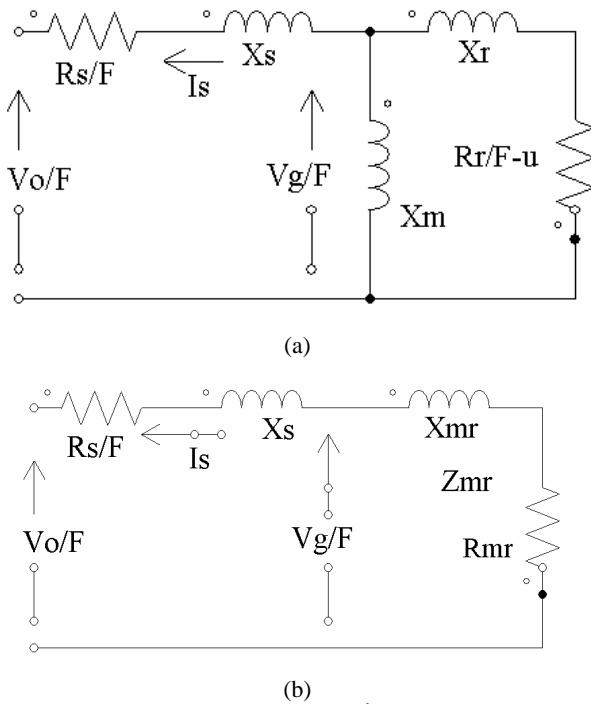 Rs/F
Xs
Is
Xr
Vo/F
Vg/F
Xm
Rr/F-u
(a)
Rs/F
Xs
Is
Xmr
Zmr
Vo/F
Vg/F
Rmr
(b)